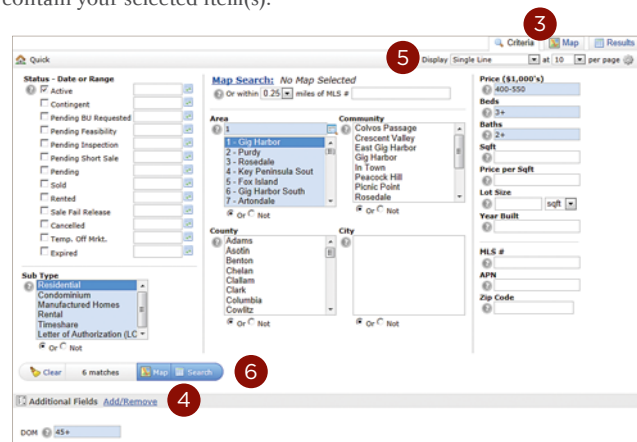 contain your selected item(s).
3
Criteria Map Results
Quick
5
Display Single Line at 10 per page
Status - Date or Range
Active
Contingent
Pending BU Requested
Pending Feasibility
Pending Inspection
Pending Short Sale
Pending
Sold
Rented
Sale Fail Release
Cancelled
Temp. Off Mrkt.
Expired
Sub Type
Residential
Condominium
Manufactured Homes
Rental
Timeshare
Letter of Authorization (LC
Or Not
Map Search: No Map Selected
Or within 0.25 miles of MLS #
Area
1
1 - Gig Harbor
2 - Purdy
3 - Rosedale
4 - Key Peninsula Sout
5 - Fox Island
6 - Gig Harbor South
7 - Artondale
Or Not
Community
Colvos Passage
Crescent Valley
East Gig Harbor
Gig Harbor
In Town
Peacock Hill
Picnic Point
Rosedale
Or Not
County
Adams
Asotin
Benton
Chelan
Clallam
Clark
Columbia
Cowlitz
Or Not
City
Or Not
Price ($1,000's)
400-550
Beds
3+
Baths
2+
Sqft
Price per Sqft
Lot Size
sqft
Year Built
MLS #
APN
Zip Code
Clear 6 matches Map Search
6
Additional Fields Add/Remove
4
DOM 45+